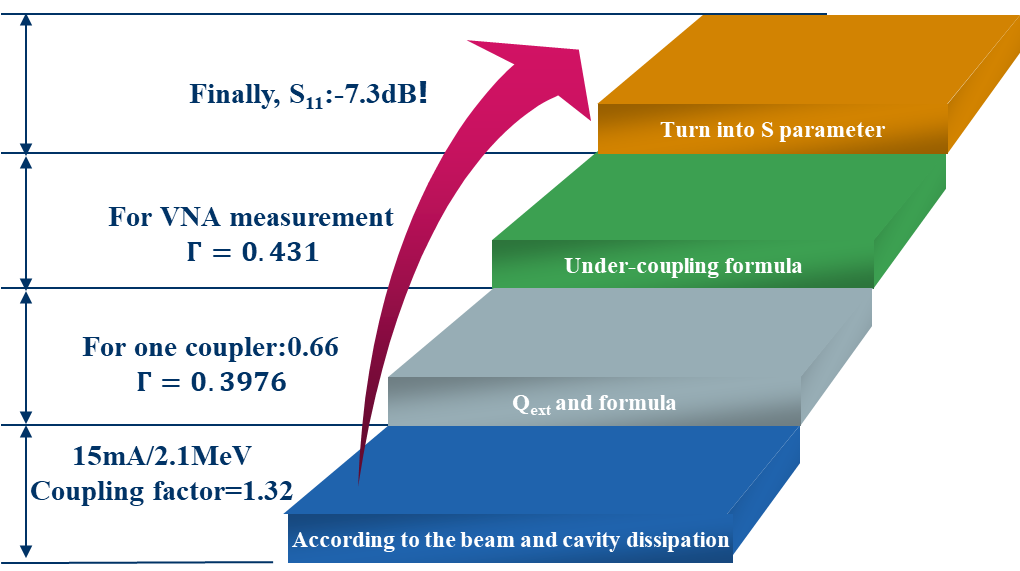 Finally, S₁₁:-7.3dB!
Turn into S parameter
For VNA measurement
Γ = 0.431
Under-coupling formula
For one coupler:0.66
Γ = 0.3976
Qₑₓₜ and formula
15mA/2.1MeV
Coupling factor=1.32
According to the beam and cavity dissipation